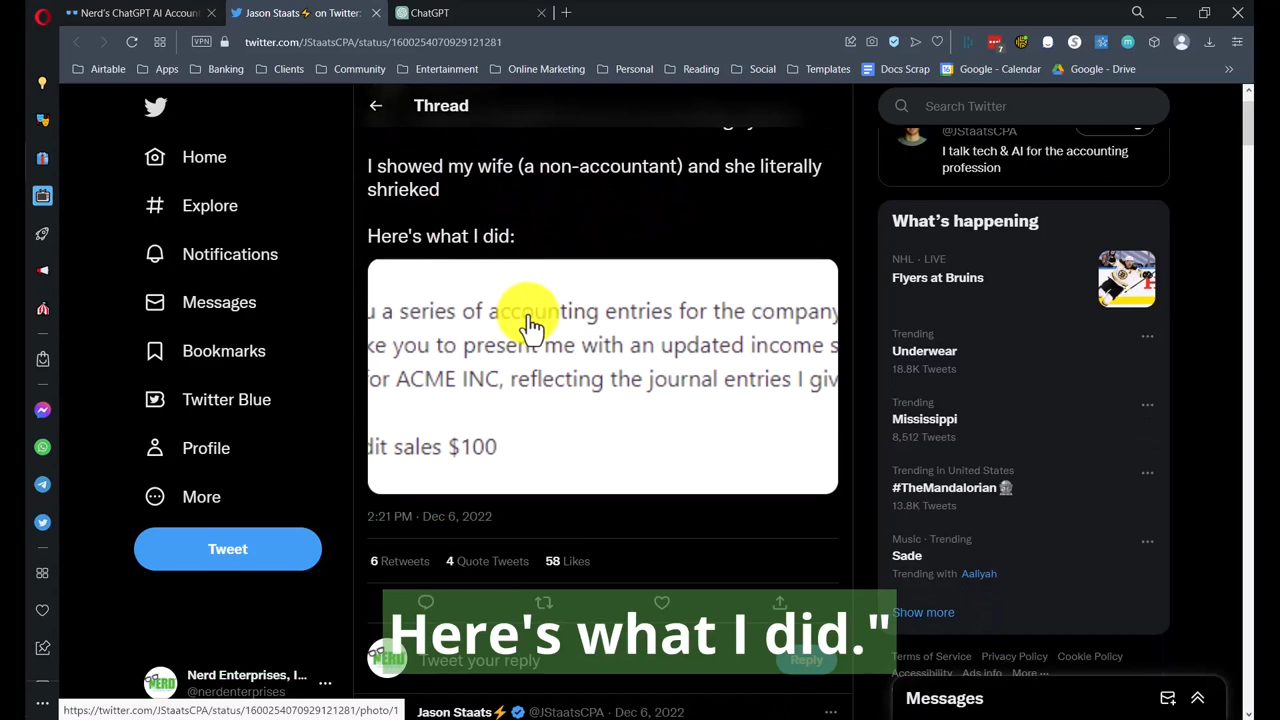 Nerd's ChatGPT AI Account
Jason Staats⚡ on Twitter:
ChatGPT
VPN
twitter.com/JStaatsCPA/status/1600254070929121281
Airtable
Apps
Banking
Clients
Community
Entertainment
Online Marketing
Personal
Reading
Social
Templates
Docs Scrap
Google - Calendar
Google - Drive
Home
Explore
Notifications
Messages
Bookmarks
Twitter Blue
Profile
More
Tweet
Nerd Enterprises, I...
@nerdenterprises
Thread
I showed my wife (a non-accountant) and she literally
shrieked
Here's what I did:
u a series of accounting entries for the company
ke you to present me with an updated income s
for ACME INC, reflecting the journal entries I giv
dit sales $100
2:21 PM · Dec 6, 2022
6 Retweets 4 Quote Tweets 58 Likes
Here's what I did."
Tweet your reply
Reply
Jason Staats⚡ @JStaatsCPA · Dec 6, 2022
Search Twitter
@JStaatsCPA
I talk tech & AI for the accounting
profession
What's happening
NHL · LIVE
Flyers at Bruins
Trending
Underwear
18.8K Tweets
Trending
Mississippi
8,512 Tweets
Trending in United States
#TheMandalorian
13.8K Tweets
Music · Trending
Sade
Trending with Aaliyah
Show more
Terms of Service Privacy Policy Cookie Policy
Accessibility Ads info More ...
Messages
https://twitter.com/JStaatsCPA/status/1600254070929121281/photo/1